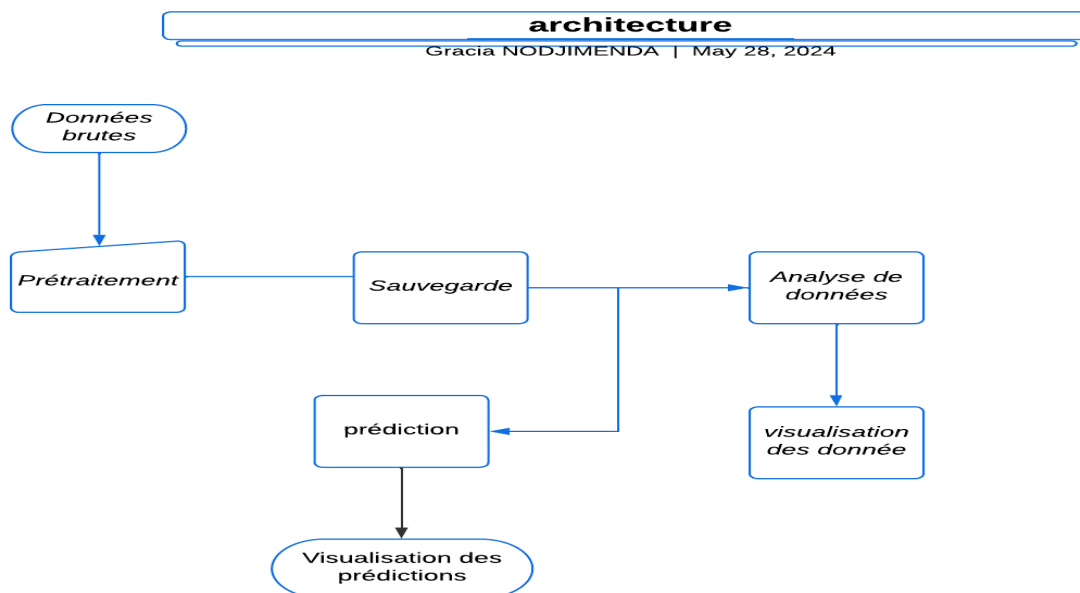 architecture
Gracia NODJIMENDA | May 28, 2024
Données
brutes
Prétraitement
Sauvegarde
Analyse de
données
prédiction
visualisation
des donnée
Visualisation des
prédictions